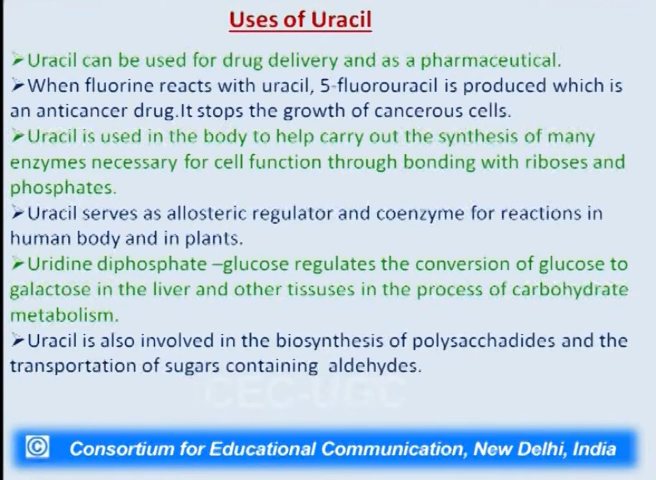 Uses of Uracil
➢Uracil can be used for drug delivery and as a pharmaceutical.
➢When fluorine reacts with uracil, 5-fluorouracil is produced which is
an anticancer drug.It stops the growth of cancerous cells.
➢Uracil is used in the body to help carry out the synthesis of many
enzymes necessary for cell function through bonding with riboses and
phosphates.
➢Uracil serves as allosteric regulator and coenzyme for reactions in
human body and in plants.
➢Uridine diphosphate –glucose regulates the conversion of glucose to
galactose in the liver and other tissuses in the process of carbohydrate
metabolism.
➢Uracil is also involved in the biosynthesis of polysacchadides and the
transportation of sugars containing aldehydes.
CEC-UGC
© Consortium for Educational Communication, New Delhi, India